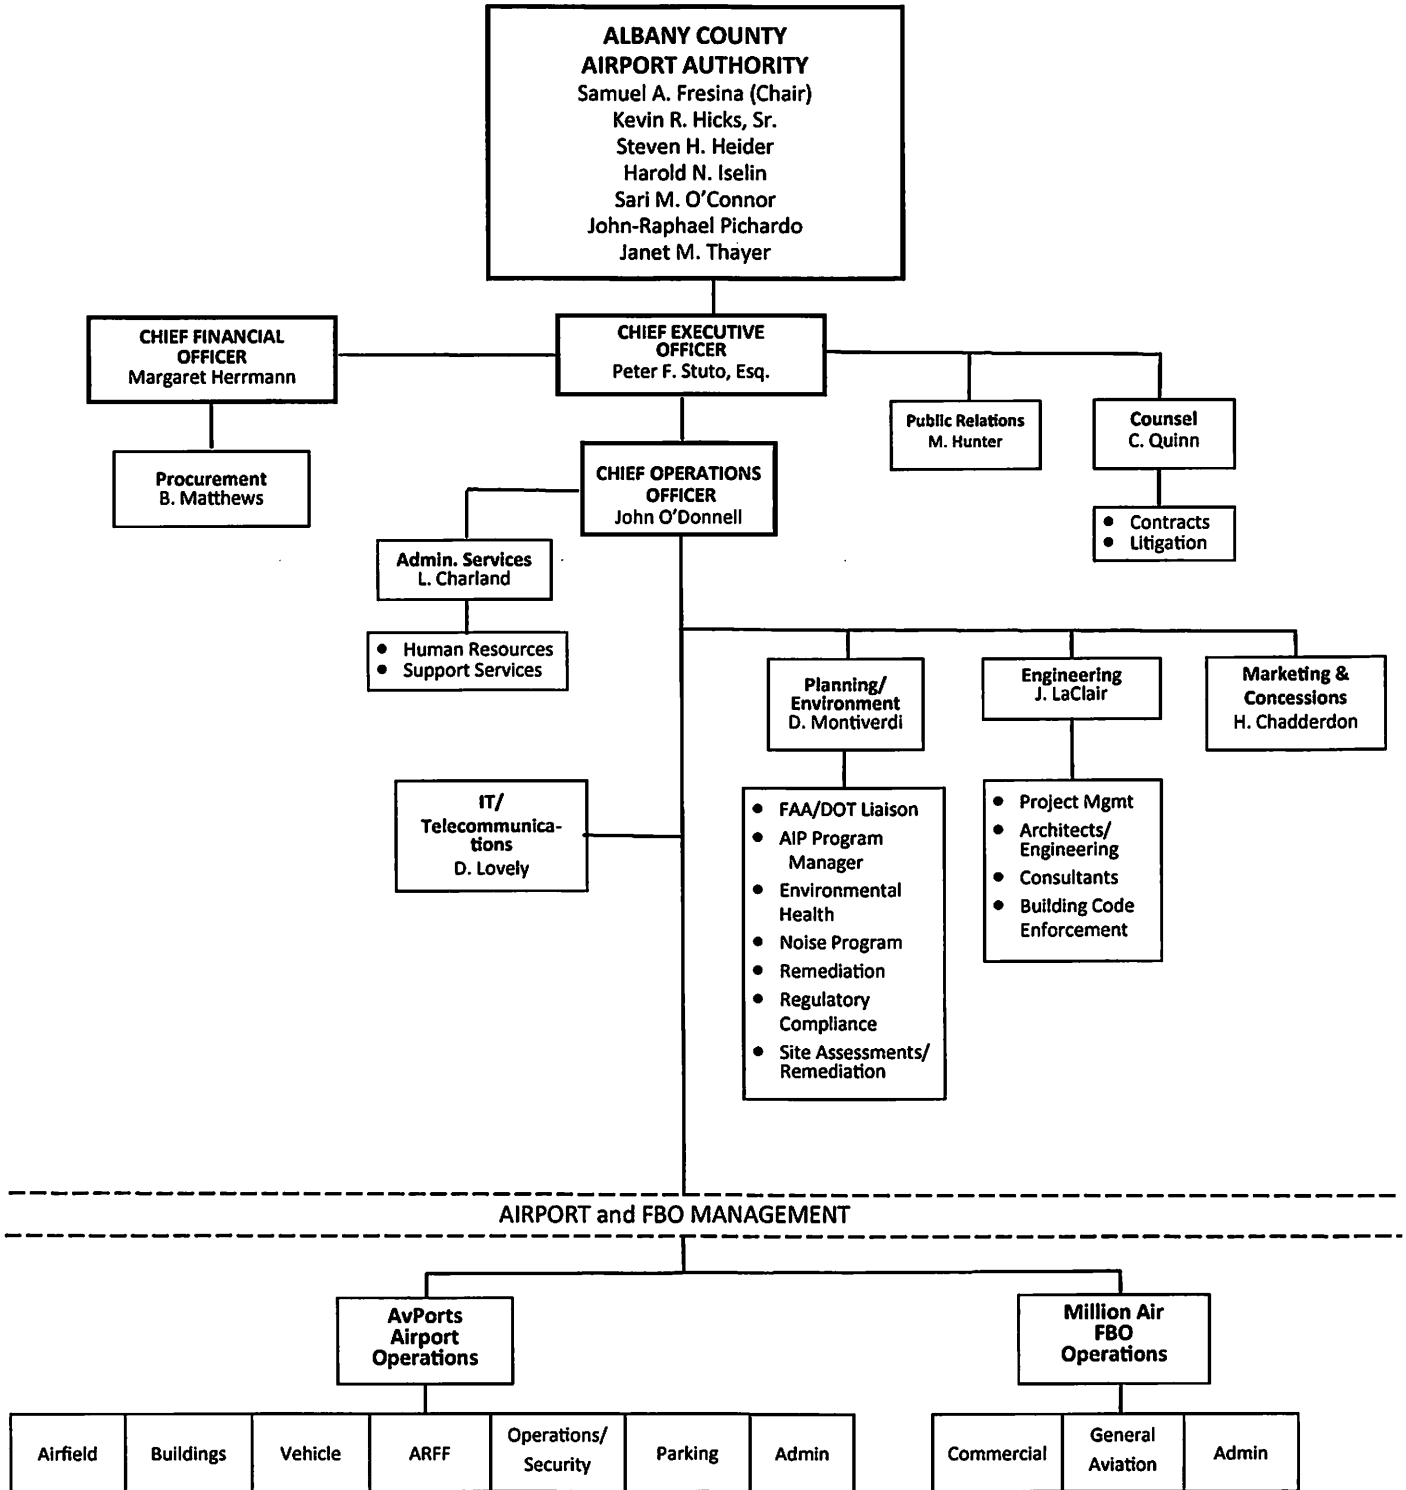 ALBANY COUNTY
AIRPORT AUTHORITY
Samuel A. Fresina (Chair)
Kevin R. Hicks, Sr.
Steven H. Heider
Harold N. Iselin
Sari M. O'Connor
John-Raphael Pichardo
Janet M. Thayer
CHIEF FINANCIAL
OFFICER
Margaret Herrmann
CHIEF EXECUTIVE
OFFICER
Peter F. Stuto, Esq.
Public Relations
M. Hunter
Counsel
C. Quinn
Procurement
B. Matthews
CHIEF OPERATIONS
OFFICER
John O'Donnell
• Contracts
• Litigation
Admin. Services
L. Charland
• Human Resources
• Support Services
Planning/
Environment
D. Montiverdi
Engineering
J. LaClair
Marketing &
Concessions
H. Chadderdon
IT/
Telecommunica-
tions
D. Lovely
• FAA/DOT Liaison
• AIP Program
Manager
• Environmental
Health
• Noise Program
• Remediation
• Regulatory
Compliance
• Site Assessments/
Remediation
• Project Mgmt
• Architects/
Engineering
• Consultants
• Building Code
Enforcement
AIRPORT and FBO MANAGEMENT
AvPorts
Airport
Operations
Million Air
FBO
Operations
Airfield
Buildings
Vehicle
ARFF
Operations/
Security
Parking
Admin
Commercial
General
Aviation
Admin